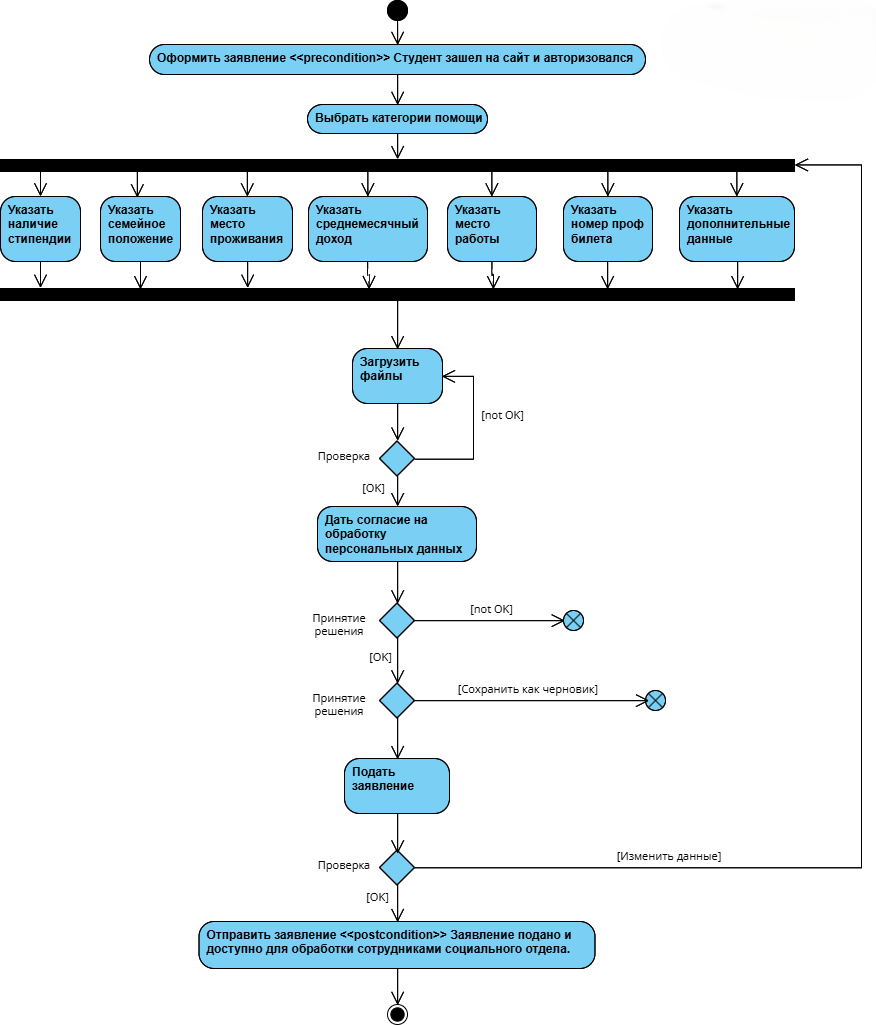 Оформить заявление <<precondition>> Студент зашел на сайт и авторизовался
Выбрать категории помощи
Указать
наличие
стипендии
Указать
семейное
положение
Указать
место
проживания
Указать
среднемесячный
доход
Указать
место
работы
Указать
номер проф
билета
Указать
дополнительные
данные
Загрузить
файлы
[not OK]
Проверка
[OK]
Дать согласие на
обработку
персональных данных
Принятие
решения
[not OK]
[OK]
Принятие
решения
[Сохранить как черновик]
Подать
заявление
Проверка
[Изменить данные]
[OK]
Отправить заявление <<postcondition>> Заявление подано и
доступно для обработки сотрудниками социального отдела.